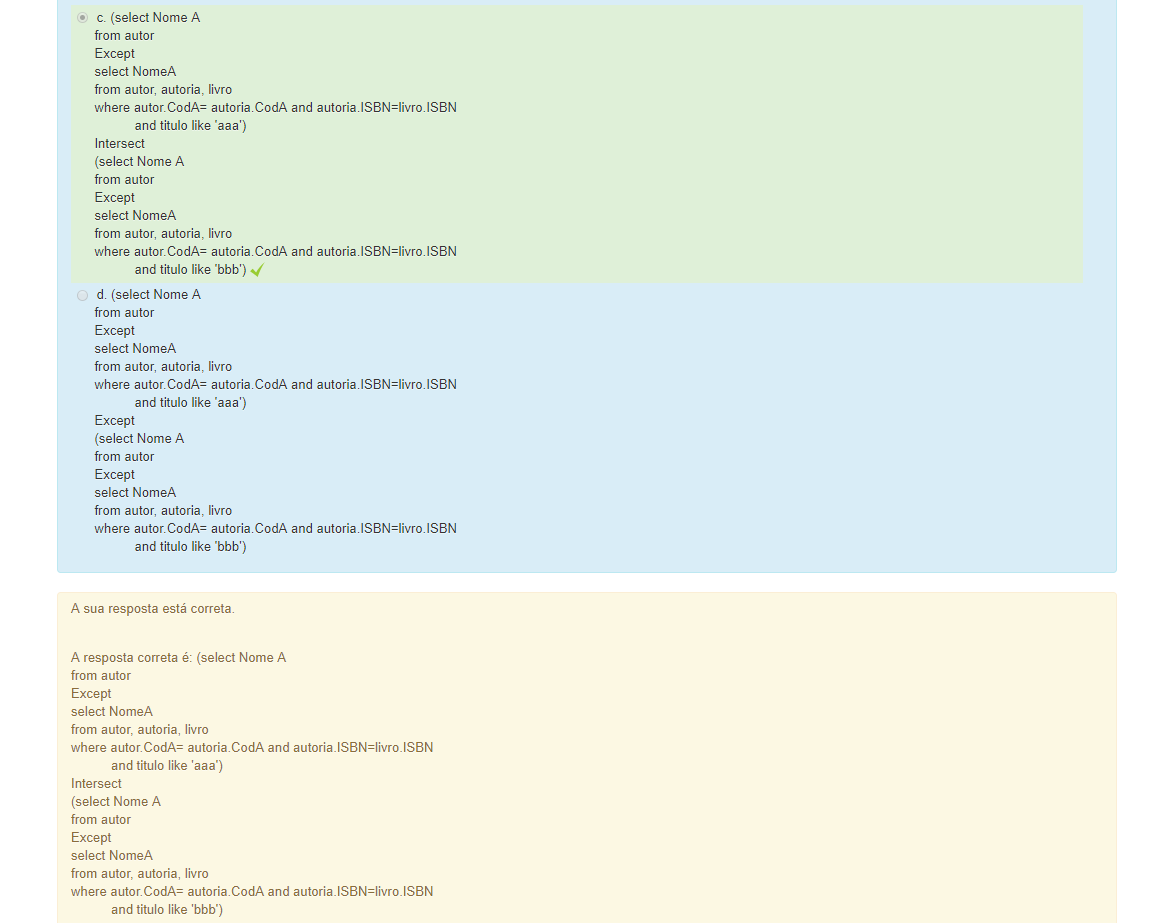 c. (select Nome A
from autor
Except
select NomeA
from autor, autoria, livro
where autor.CodA= autoria.CodA and autoria.ISBN=livro.ISBN
and titulo like 'aaa')
Intersect
(select Nome A
from autor
Except
select NomeA
from autor, autoria, livro
where autor.CodA= autoria.CodA and autoria.ISBN=livro.ISBN
and titulo like 'bbb')
d. (select Nome A
from autor
Except
select NomeA
from autor, autoria, livro
where autor.CodA= autoria.CodA and autoria.ISBN=livro.ISBN
and titulo like 'aaa')
Except
(select Nome A
from autor
Except
select NomeA
from autor, autoria, livro
where autor.CodA= autoria.CodA and autoria.ISBN=livro.ISBN
and titulo like 'bbb')
A sua resposta está correta.
A resposta correta é: (select Nome A
from autor
Except
select NomeA
from autor, autoria, livro
where autor.CodA= autoria.CodA and autoria.ISBN=livro.ISBN
and titulo like 'aaa')
Intersect
(select Nome A
from autor
Except
select NomeA
from autor, autoria, livro
where autor.CodA= autoria.CodA and autoria.ISBN=livro.ISBN
and titulo like 'bbb')